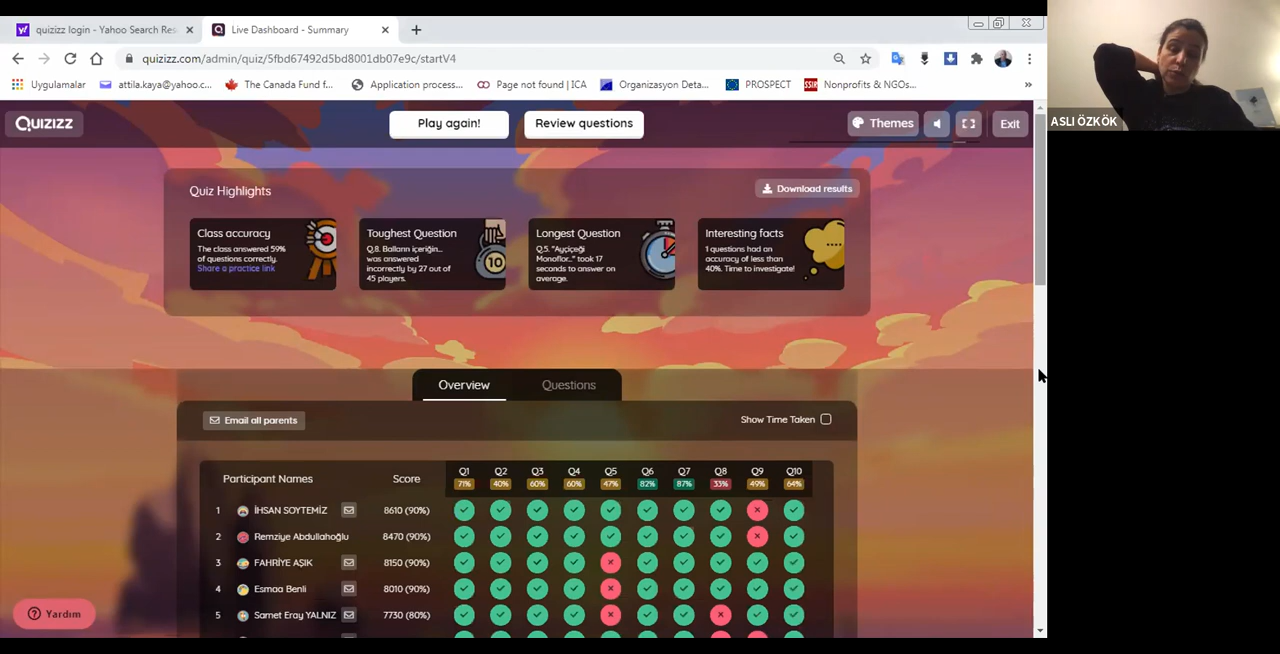 quizizz login - Yahoo Search Res
Live Dashboard - Summary
quizizz.com/admin/quiz/5fbd67492d5bd8001db07e9c/startV4
Uygulamalar
attila.kaya@yahoo.c...
The Canada Fund f...
Application process...
Page not found | ICA
Organizasyon Deta...
PROSPECT
Nonprofits & NGOs...
ASLI ÖZKÖK
QUIZIZZ
Play again!
Review questions
Themes
Exit
Quiz Highlights
Download results
Class accuracy
The class answered 59%
of questions correctly.
Share a practice link
Toughest Question
Q.8. Balların içeriğin...
was answered
incorrectly by 27 out of
45 players.
10
Longest Question
Q.5. "Ayçiçeği
Monoflor..." took 17
seconds to answer on
average.
Interesting facts
1 questions had an
accuracy of less than
40%. Time to investigate!
Overview
Questions
Email all parents
Show Time Taken
Participant Names Score Q1 Q2 Q3 Q4 Q5 Q6 Q7 Q8 Q9 Q10
71% 40% 60% 60% 47% 82% 87% 33% 49% 64%
1 İHSAN SOYTEMİZ 8610 (90%)
2 Remziye Abdullahoğlu 8470 (90%)
3 FAHRİYE AŞIK 8150 (90%)
4 Esmaa Benli 8010 (90%)
5 Samet Eray YALNIZ 7730 (80%)
Yardım